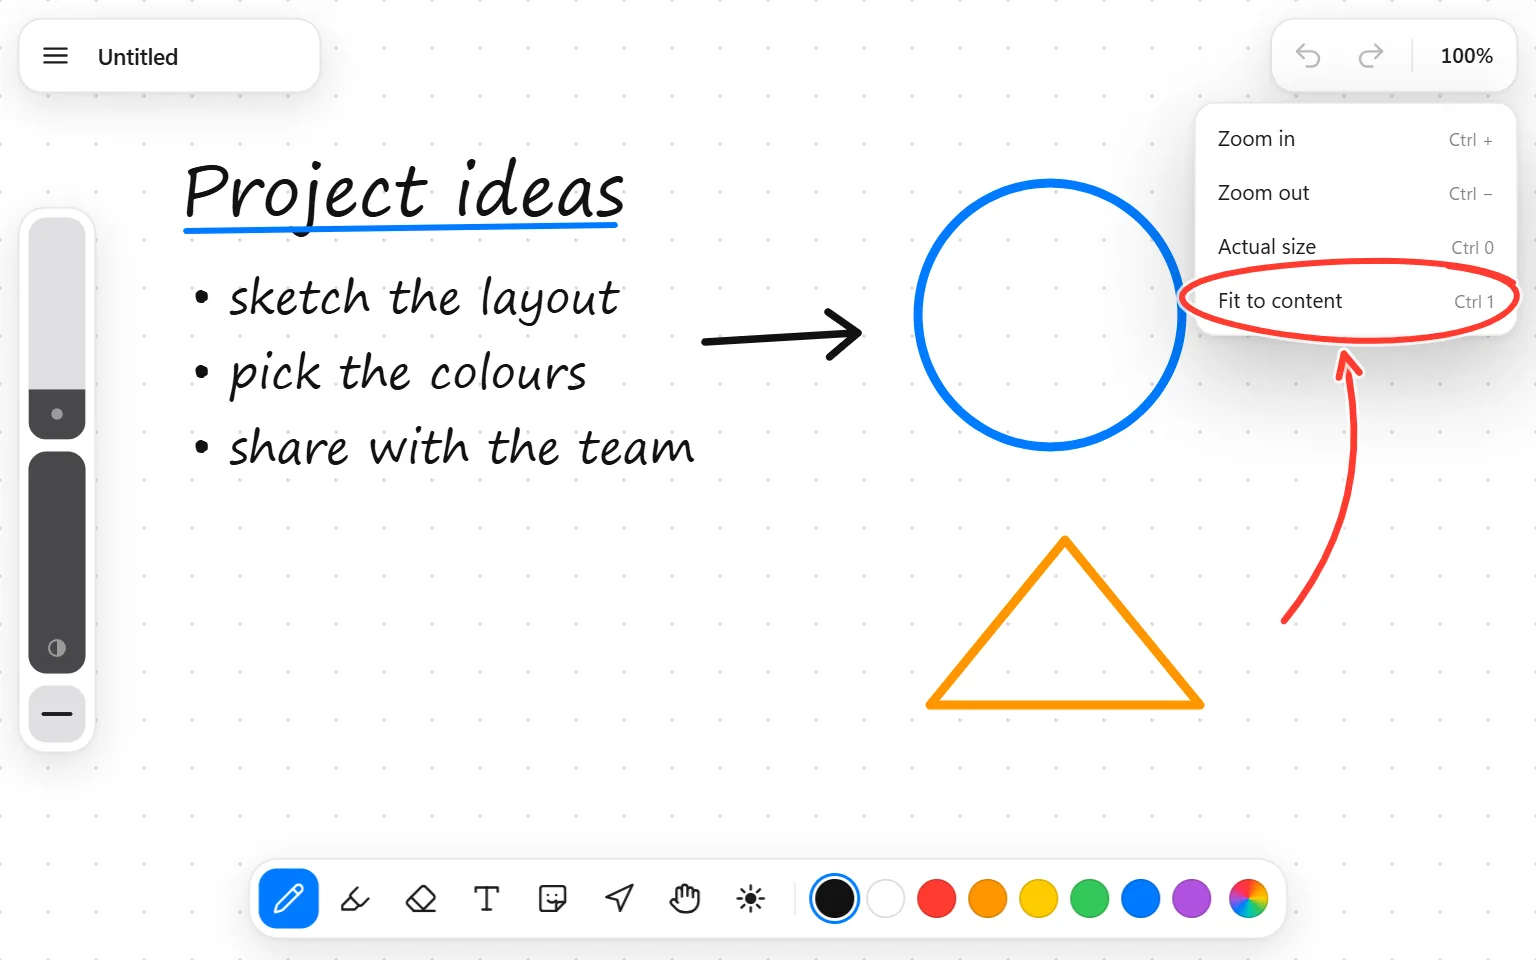 Untitled
100%
Zoom in Ctrl +
Zoom out Ctrl −
Actual size Ctrl 0
Fit to content Ctrl 1
Project ideas
• sketch the layout
• pick the colours
• share with the team